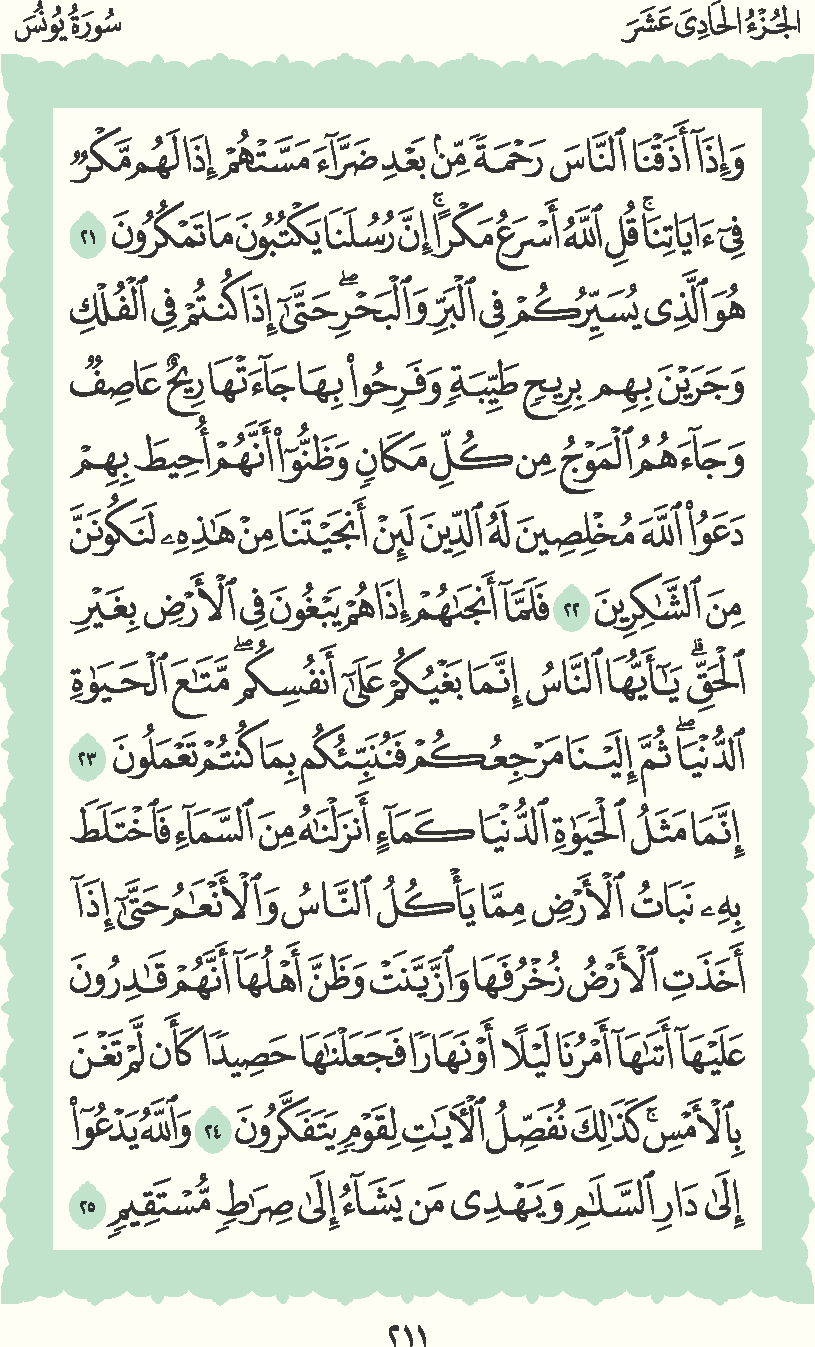 الجُزْءُ الحَادِى عَشَرَ
سُورَةُ يُونُسَ
وَإِذَآ أَذَقْنَا ٱلنَّاسَ رَحْمَةً مِّنۢ بَعْدِ ضَرَّآءَ مَسَّتْهُمْ إِذَا لَهُم مَّكْرٌ
فِىٓ ءَايَاتِنَاۚ قُلِ ٱللَّهُ أَسْرَعُ مَكْرًاۚ إِنَّ رُسُلَنَا يَكْتُبُونَ مَا تَمْكُرُونَ ٢١
هُوَ ٱلَّذِى يُسَيِّرُكُمْ فِى ٱلْبَرِّ وَٱلْبَحْرِۖ حَتَّىٰٓ إِذَا كُنتُمْ فِى ٱلْفُلْكِ
وَجَرَيْنَ بِهِم بِرِيحٍ طَيِّبَةٍ وَفَرِحُوا۟ بِهَا جَآءَتْهَا رِيحٌ عَاصِفٌ
وَجَآءَهُمُ ٱلْمَوْجُ مِن كُلِّ مَكَانٍ وَظَنُّوٓا۟ أَنَّهُمْ أُحِيطَ بِهِمْ
دَعَوُا۟ ٱللَّهَ مُخْلِصِينَ لَهُ ٱلدِّينَ لَئِنْ أَنجَيْتَنَا مِنْ هَٰذِهِۦ لَنَكُونَنَّ
مِنَ ٱلشَّٰكِرِينَ ٢٢ فَلَمَّآ أَنجَىٰهُمْ إِذَا هُمْ يَبْغُونَ فِى ٱلْأَرْضِ بِغَيْرِ
ٱلْحَقِّۗ يَٰٓأَيُّهَا ٱلنَّاسُ إِنَّمَا بَغْيُكُمْ عَلَىٰٓ أَنفُسِكُمۖ مَّتَٰعَ ٱلْحَيَوٰةِ
ٱلدُّنْيَاۖ ثُمَّ إِلَيْنَا مَرْجِعُكُمْ فَنُنَبِّئُكُم بِمَا كُنتُمْ تَعْمَلُونَ ٢٣
إِنَّمَا مَثَلُ ٱلْحَيَوٰةِ ٱلدُّنْيَا كَمَآءٍ أَنزَلْنَٰهُ مِنَ ٱلسَّمَآءِ فَٱخْتَلَطَ
بِهِۦ نَبَاتُ ٱلْأَرْضِ مِمَّا يَأْكُلُ ٱلنَّاسُ وَٱلْأَنْعَٰمُ حَتَّىٰٓ إِذَآ
أَخَذَتِ ٱلْأَرْضُ زُخْرُفَهَا وَٱزَّيَّنَتْ وَظَنَّ أَهْلُهَآ أَنَّهُمْ قَٰدِرُونَ
عَلَيْهَآ أَتَىٰهَآ أَمْرُنَا لَيْلًا أَوْ نَهَارًا فَجَعَلْنَٰهَا حَصِيدًا كَأَن لَّمْ تَغْنَ
بِٱلْأَمْسِۚ كَذَٰلِكَ نُفَصِّلُ ٱلْءَايَٰتِ لِقَوْمٍ يَتَفَكَّرُونَ ٢٤ وَٱللَّهُ يَدْعُوٓا۟
إِلَىٰ دَارِ ٱلسَّلَٰمِ وَيَهْدِى مَن يَشَآءُ إِلَىٰ صِرَٰطٍ مُّسْتَقِيمٍ ٢٥
٢١١